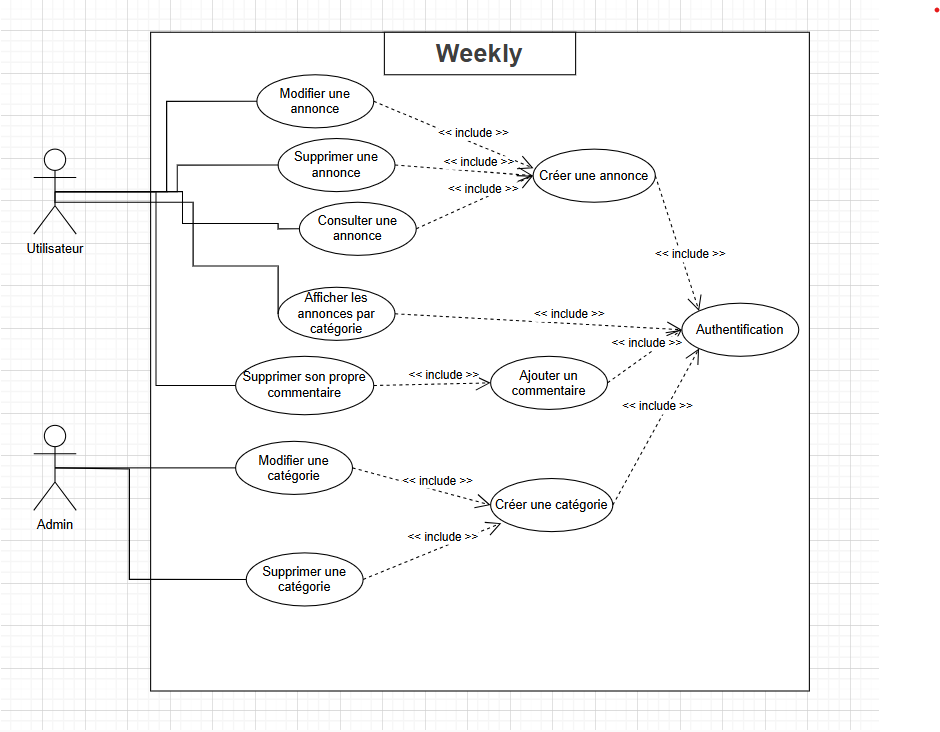 Weekly
Modifier une
annonce
<< include >>
Supprimer une
annonce
<< include >>
Créer une annonce
<< include >>
Consulter une
annonce
Utilisateur
<< include >>
Afficher les
annonces par
catégorie
<< include >>
Authentification
<< include >>
Supprimer son propre
commentaire
<< include >>
Ajouter un
commentaire
<< include >>
Admin
Modifier une
catégorie
<< include >>
Créer une catégorie
<< include >>
Supprimer une
catégorie